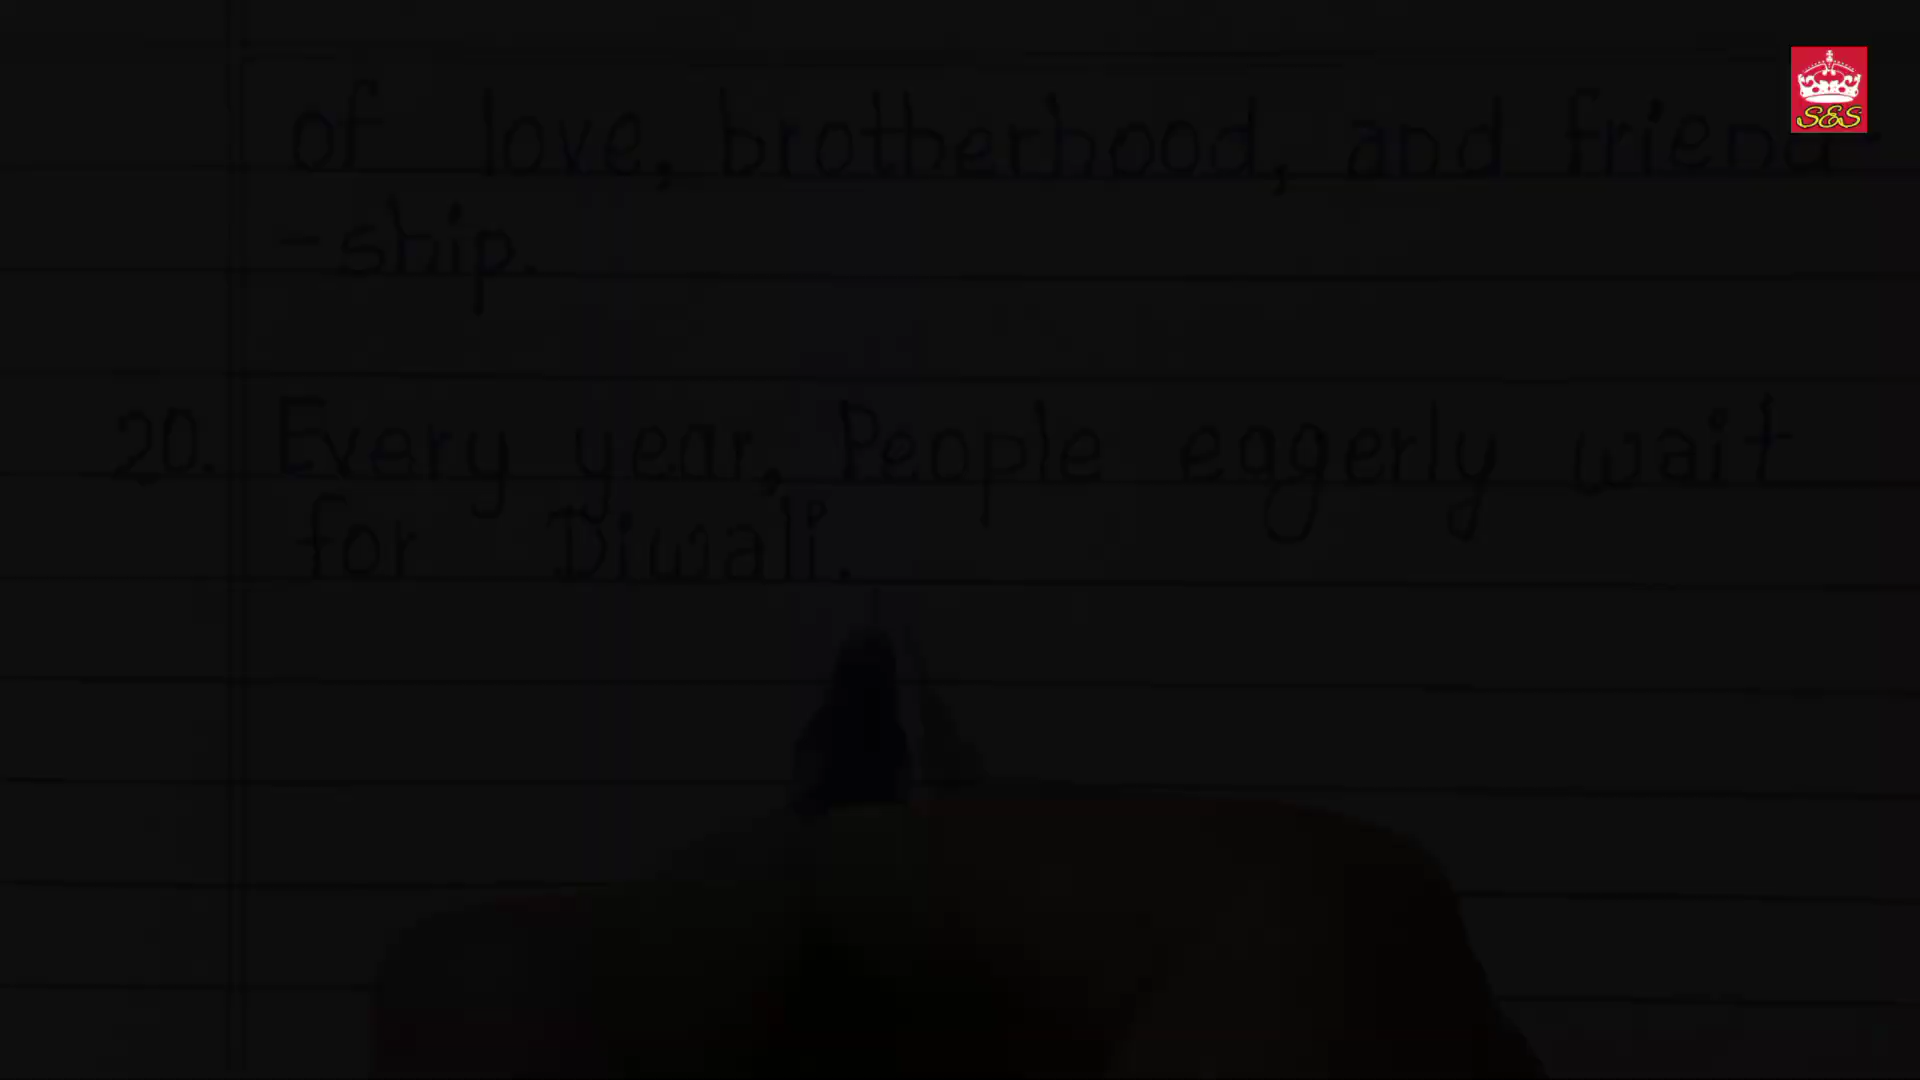 S&S
of love, brotherhood, and friend-
-ship.
20. Every year, People eagerly wait
for Diwali.